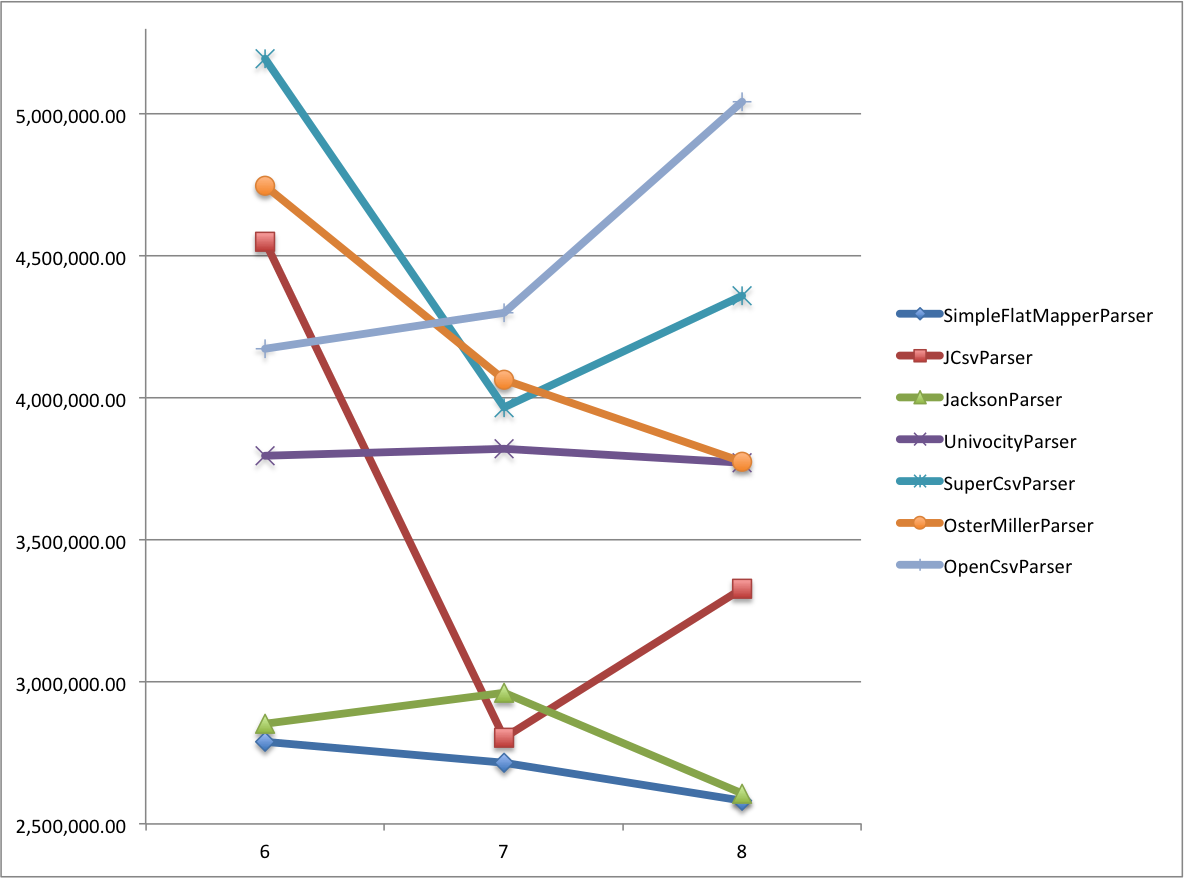 5,000,000.00
4,500,000.00
4,000,000.00
3,500,000.00
3,000,000.00
2,500,000.00
6 7 8
SimpleFlatMapperParser
JCsvParser
JacksonParser
UnivocityParser
SuperCsvParser
OsterMillerParser
OpenCsvParser